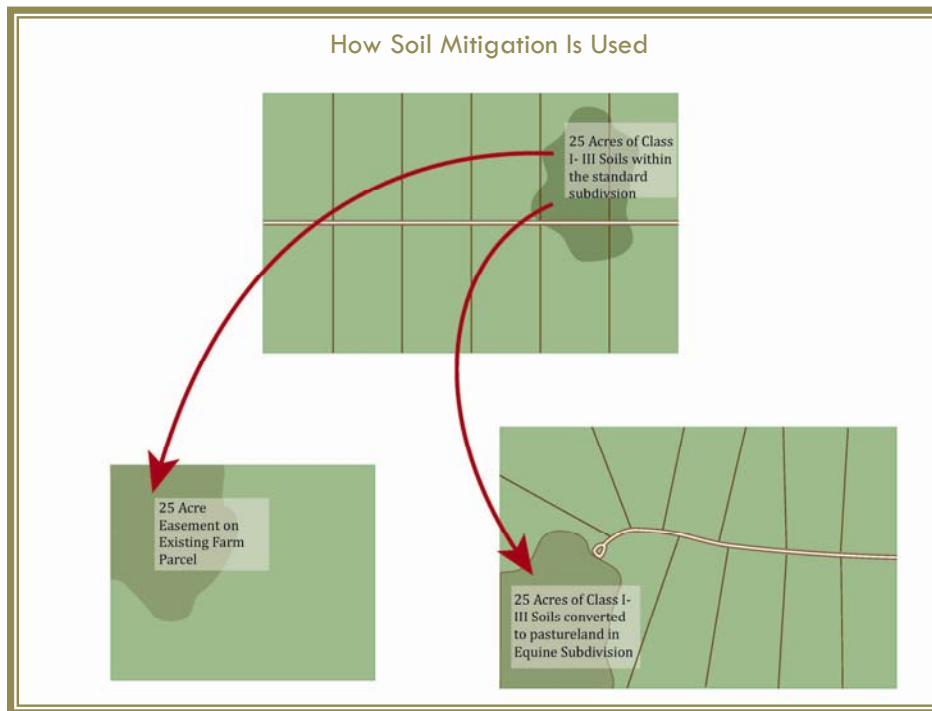 How Soil Mitigation Is Used
25 Acres of Class
I- III Soils within
the standard
subdivsion
25 Acre
Easement on
Existing Farm
Parcel
25 Acres of Class I-
III Soils converted
to pastureland in
Equine Subdivision